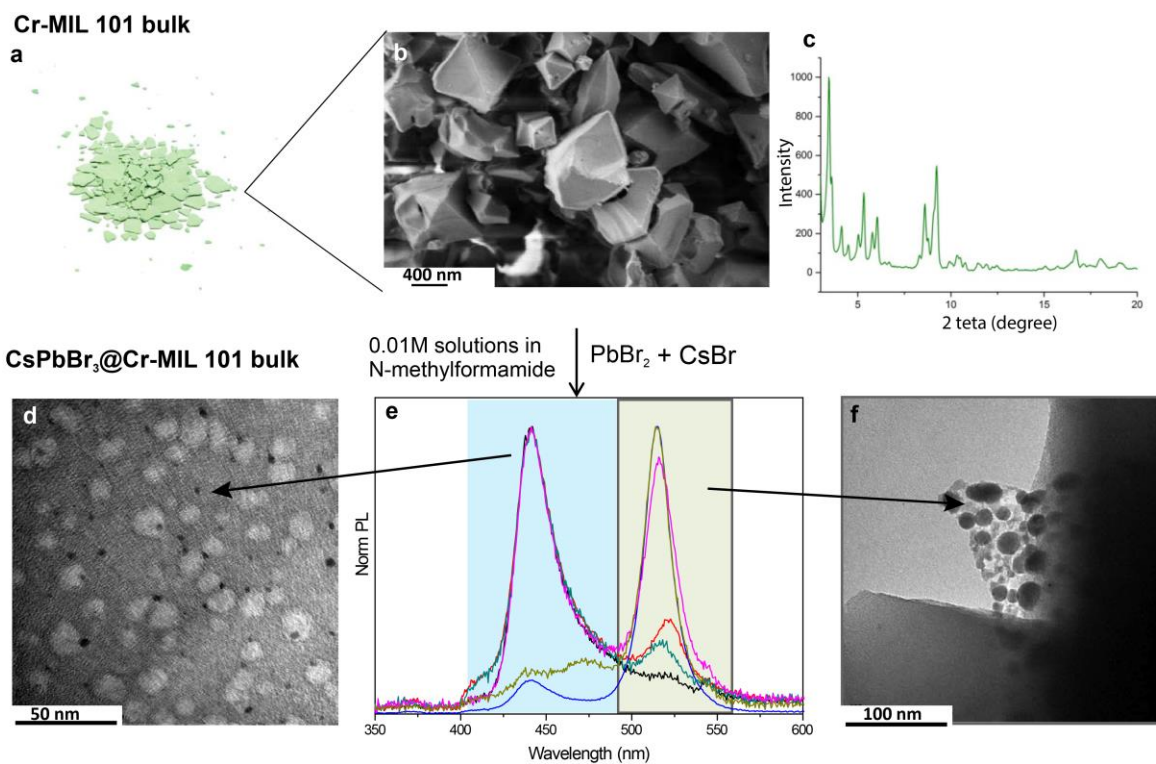 Cr-MIL 101 bulk
a
b
400 nm
c
Intensity
1000
800
600
400
200
0
5
10
15
20
2 teta (degree)
CsPbBr₃@Cr-MIL 101 bulk
0.01M solutions in
N-methylformamide
PbBr₂ + CsBr
d
50 nm
e
Norm PL
350
400
450
500
550
600
Wavelength (nm)
f
100 nm